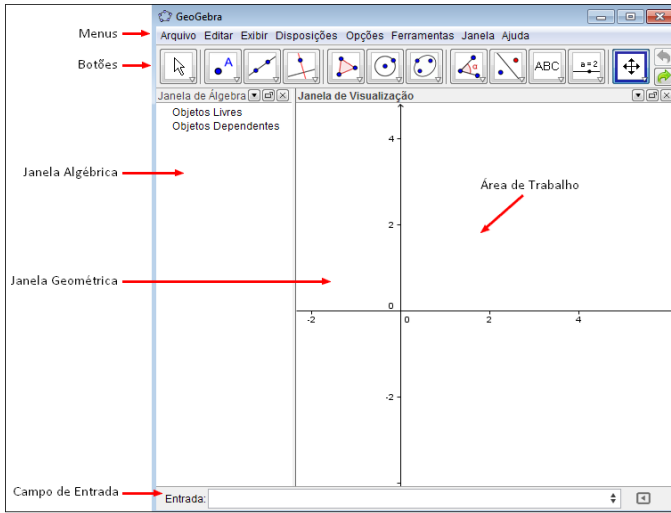 GeoGebra
Menus
Arquivo Editar Exibir Disposições Opções Ferramentas Janela Ajuda
Botões
A
α
ABC
a = 2
Janela de Álgebra
Janela de Visualização
Objetos Livres
Objetos Dependentes
4
Janela Algébrica
Área de Trabalho
2
Janela Geométrica
0
-2 0 2 4
-2
Campo de Entrada
Entrada: